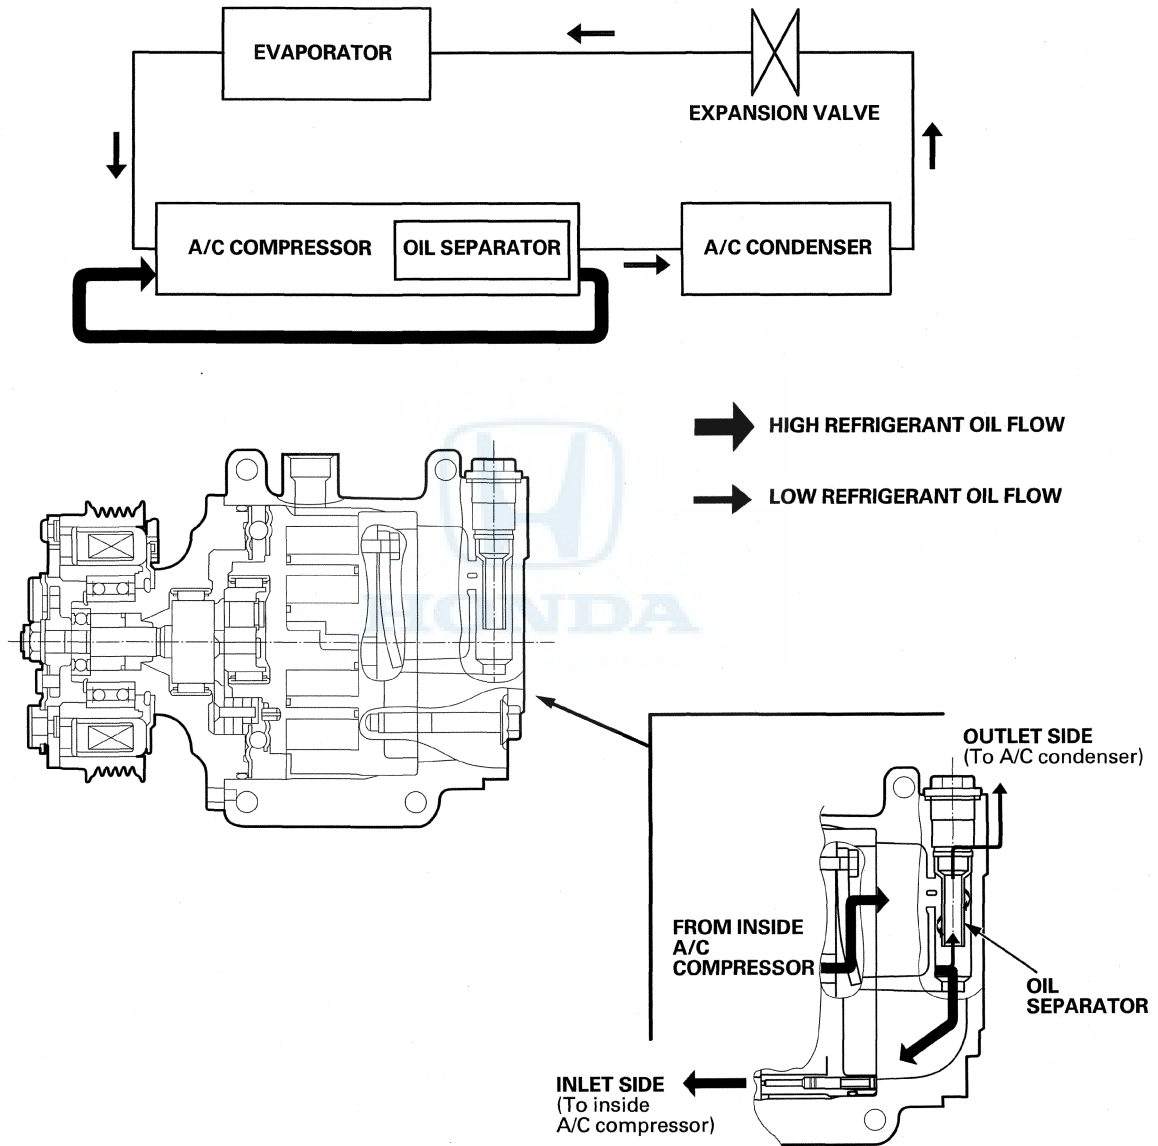 EVAPORATOR
EXPANSION VALVE
A/C COMPRESSOR
OIL SEPARATOR
A/C CONDENSER
HIGH REFRIGERANT OIL FLOW
LOW REFRIGERANT OIL FLOW
HONDA
OUTLET SIDE
(To A/C condenser)
FROM INSIDE
A/C
COMPRESSOR
OIL
SEPARATOR
INLET SIDE
(To inside
A/C compressor)